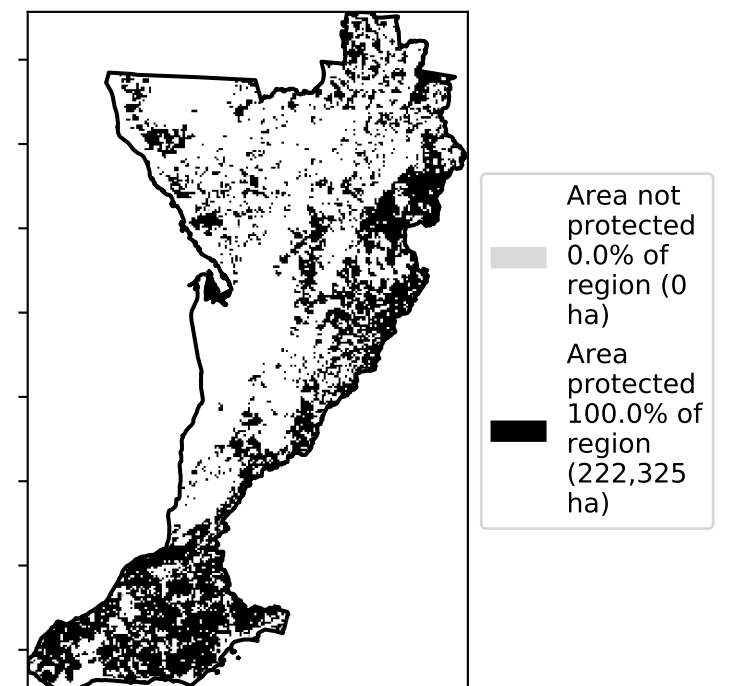 Area not
protected
0.0% of
region (0
ha)
Area
protected
100.0% of
region
(222,325
ha)